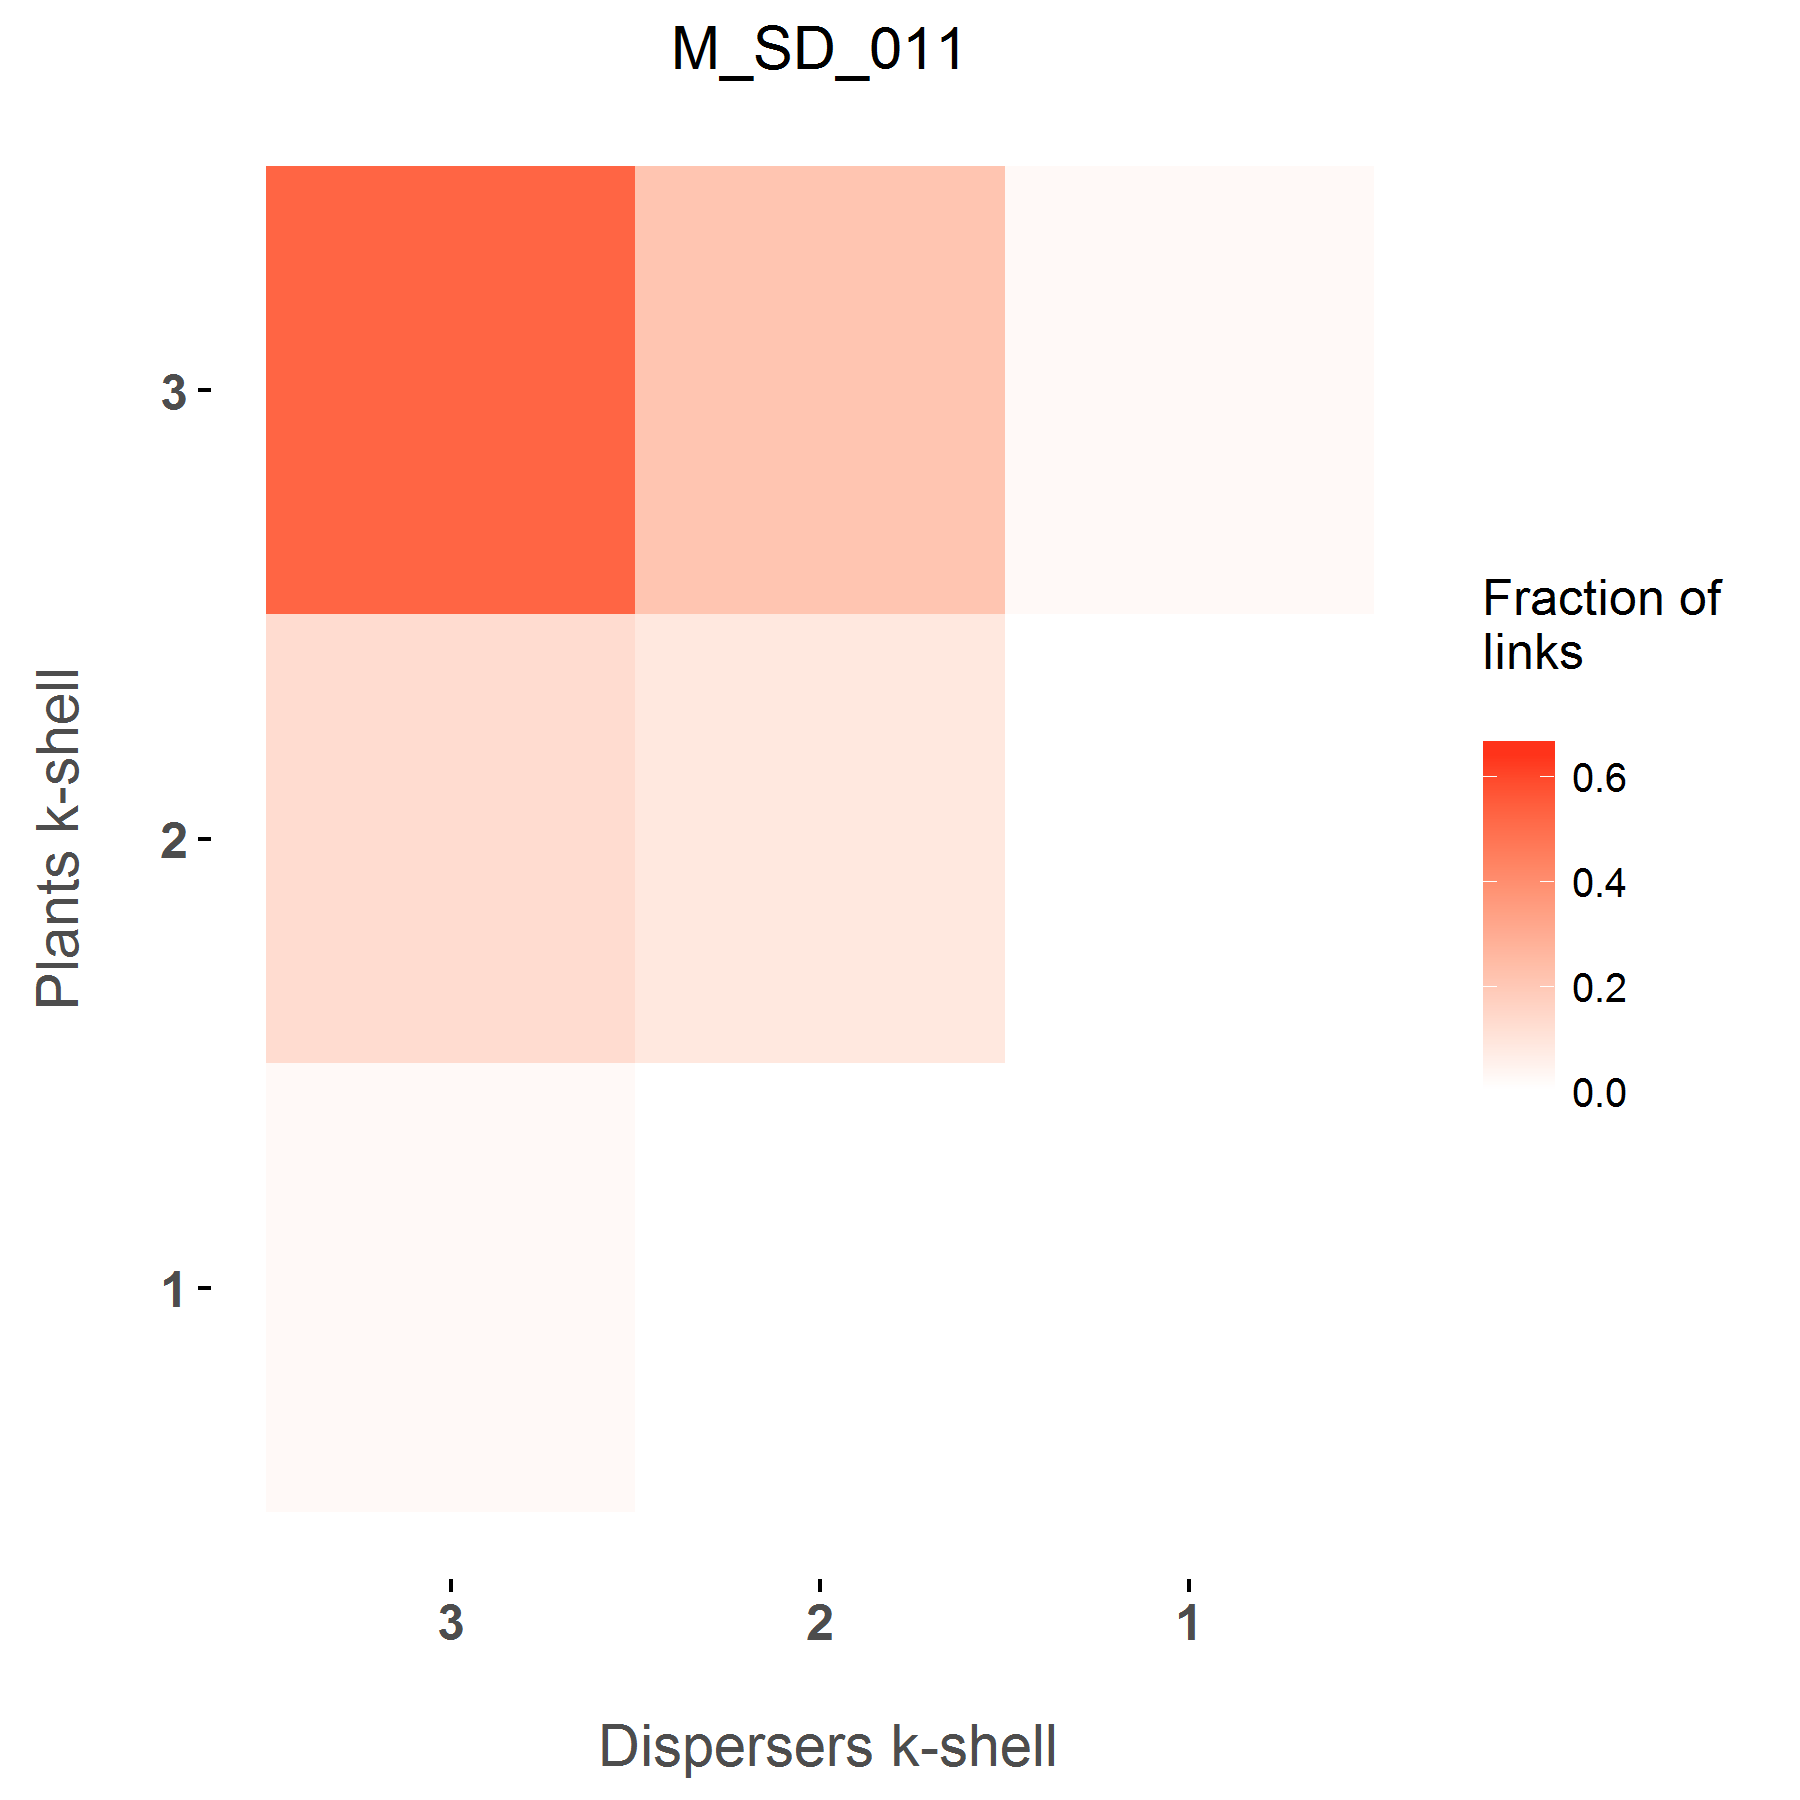 M_SD_011
Plants k-shell
3
2
1
3 2 1
Dispersers k-shell
Fraction of
links
0.6
0.4
0.2
0.0